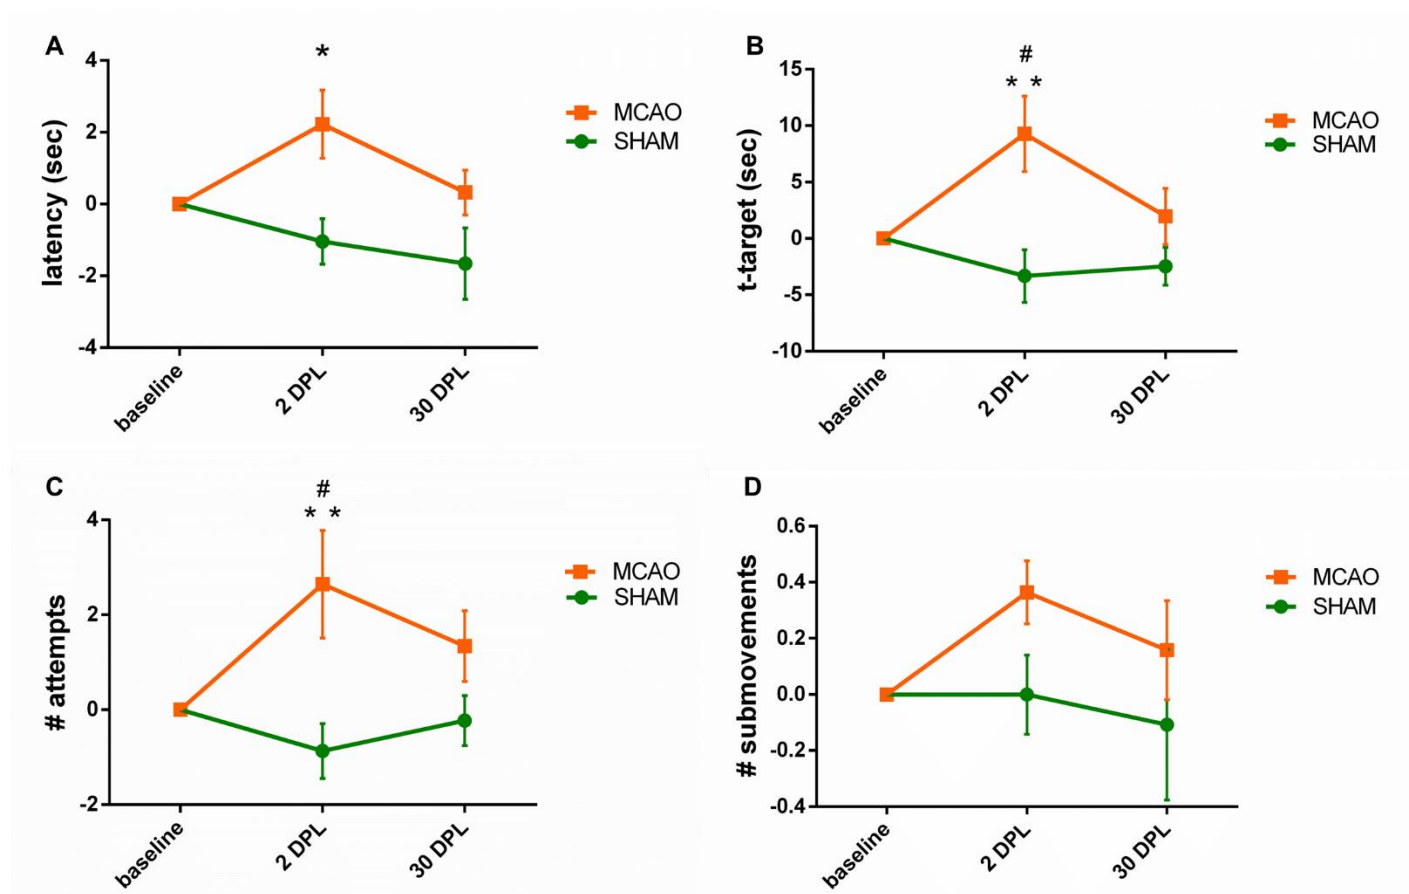 A
*
4
2
0
-2
-4
latency (sec)
baseline
2 DPL
30 DPL
MCAO
SHAM
B
#
* *
15
10
5
0
-5
-10
t-target (sec)
baseline
2 DPL
30 DPL
MCAO
SHAM
C
#
* *
4
2
0
-2
# attempts
baseline
2 DPL
30 DPL
MCAO
SHAM
D
0.6
0.4
0.2
0.0
-0.2
-0.4
# submovements
baseline
2 DPL
30 DPL
MCAO
SHAM